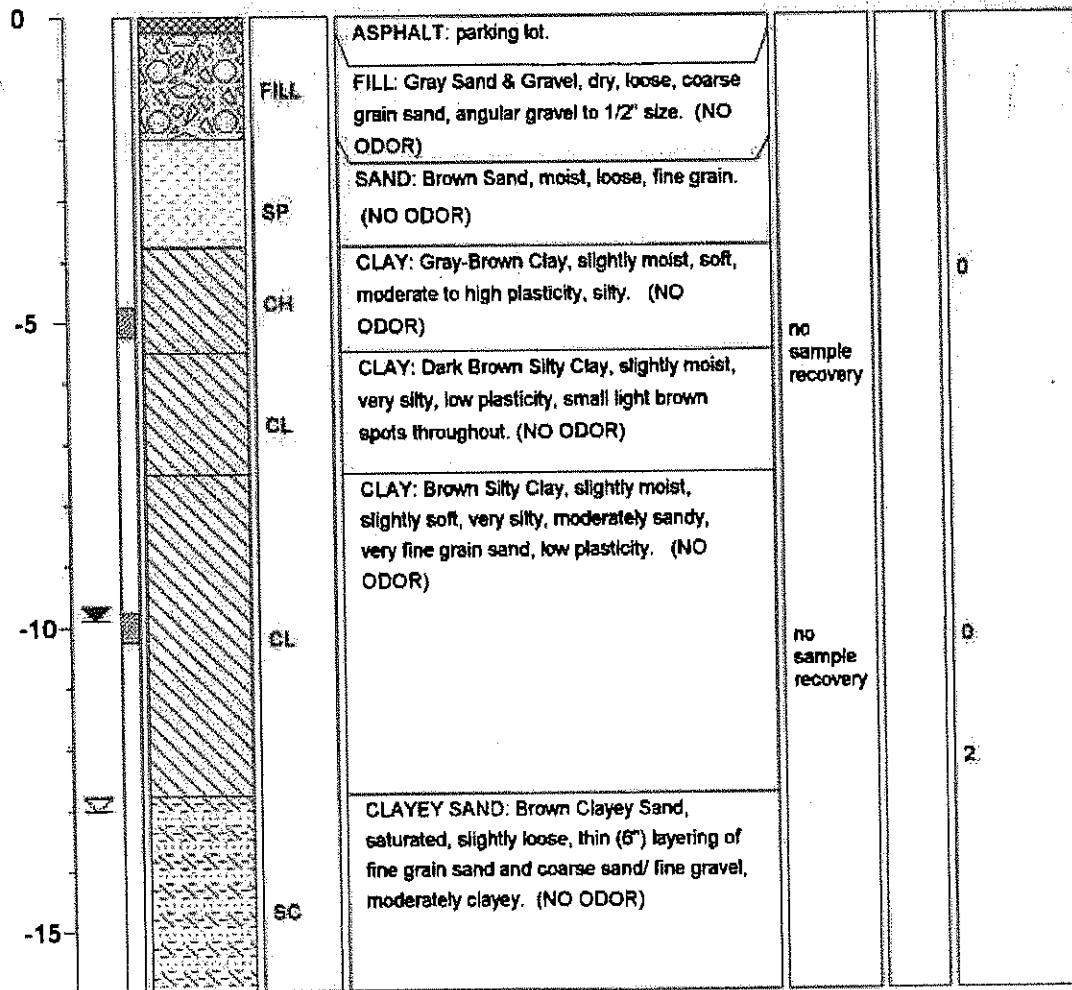 0
ASPHALT: parking lot.
FILL
FILL: Gray Sand & Gravel, dry, loose, coarse
grain sand, angular gravel to 1/2" size. (NO
ODOR)
SP
SAND: Brown Sand, moist, loose, fine grain.
(NO ODOR)
CH
CLAY: Gray-Brown Clay, slightly moist, soft,
moderate to high plasticity, silty. (NO
ODOR)
0
-5
no
sample
recovery
CL
CLAY: Dark Brown Silty Clay, slightly moist,
very silty, low plasticity, small light brown
spots throughout. (NO ODOR)
CLAY: Brown Silty Clay, slightly moist,
slightly soft, very silty, moderately sandy,
very fine grain sand, low plasticity. (NO
ODOR)
-10
CL
no
sample
recovery
0
2
CLAYEY SAND: Brown Clayey Sand,
saturated, slightly loose, thin (6") layering of
fine grain sand and coarse sand/ fine gravel,
moderately clayey. (NO ODOR)
SC
-15